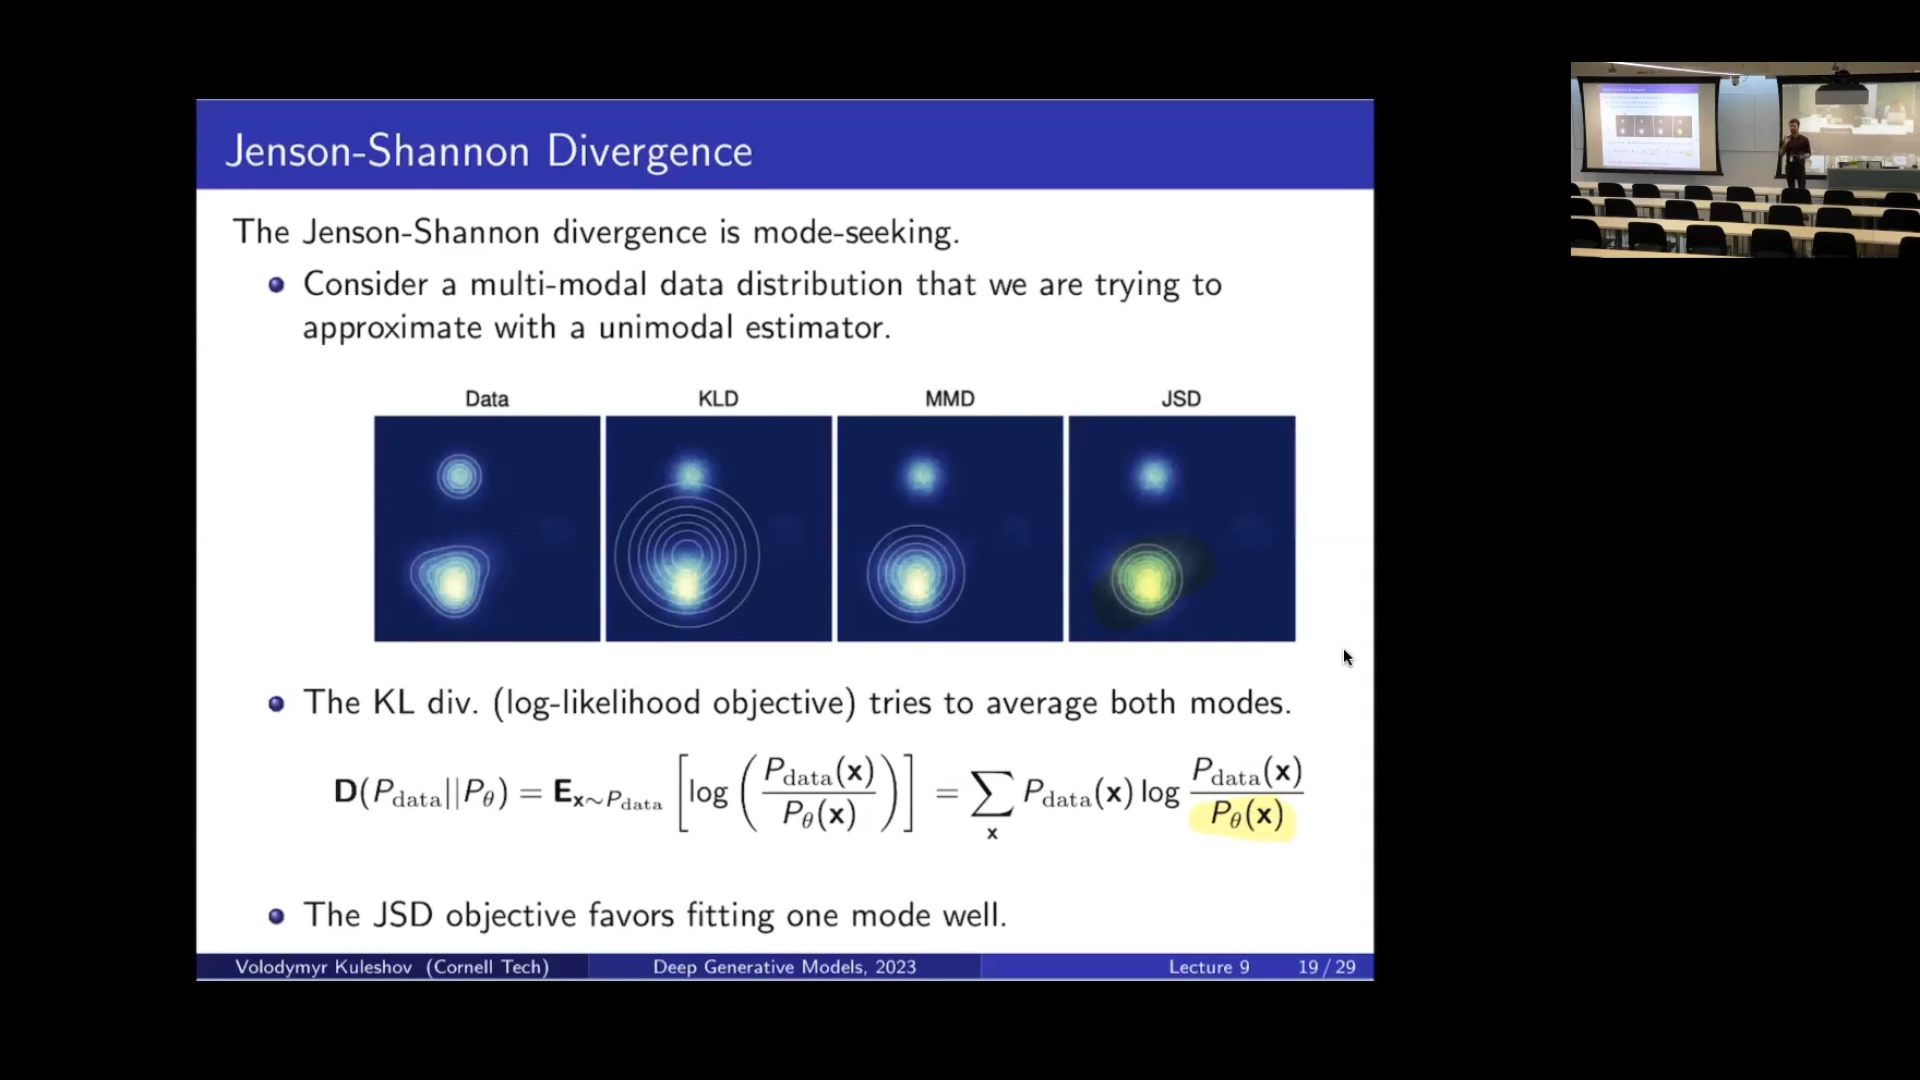 Jenson-Shannon Divergence
The Jenson-Shannon divergence is mode-seeking.
Consider a multi-modal data distribution that we are trying to
approximate with a unimodal estimator.
Data KLD MMD JSD
The KL div. (log-likelihood objective) tries to average both modes.
D(P_data||P_θ) = E_x∼P_data [log (P_data(x) / P_θ(x))] = ∑_x P_data(x) log P_data(x) / P_θ(x)
The JSD objective favors fitting one mode well.
Volodymyr Kuleshov (Cornell Tech) Deep Generative Models, 2023 Lecture 9 19 / 29